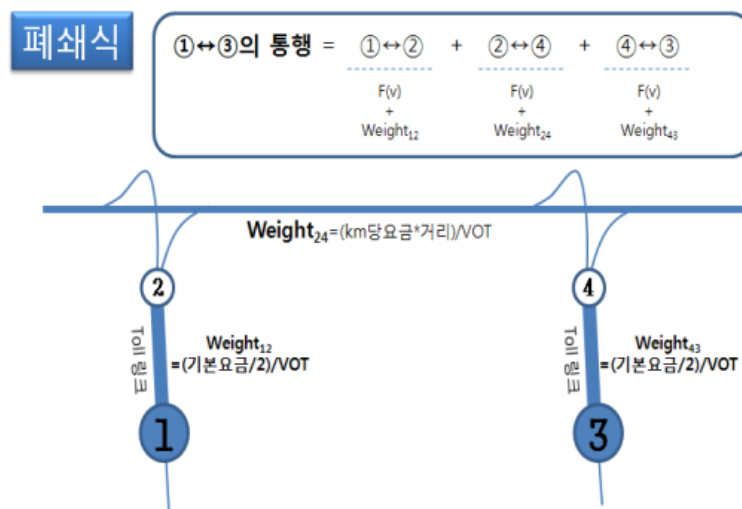 폐쇄식
①↔③의 통행 = ①↔② + ②↔④ + ④↔③
F(v) F(v) F(v)
+ + +
Weight₁₂ Weight₂₄ Weight₄₃
Weight₂₄=(km당요금*거리)/VOT
2 4
Toll 링크
Weight₁₂
=(기본요금/2)/VOT
Toll 링크
Weight₄₃
=(기본요금/2)/VOT
1 3